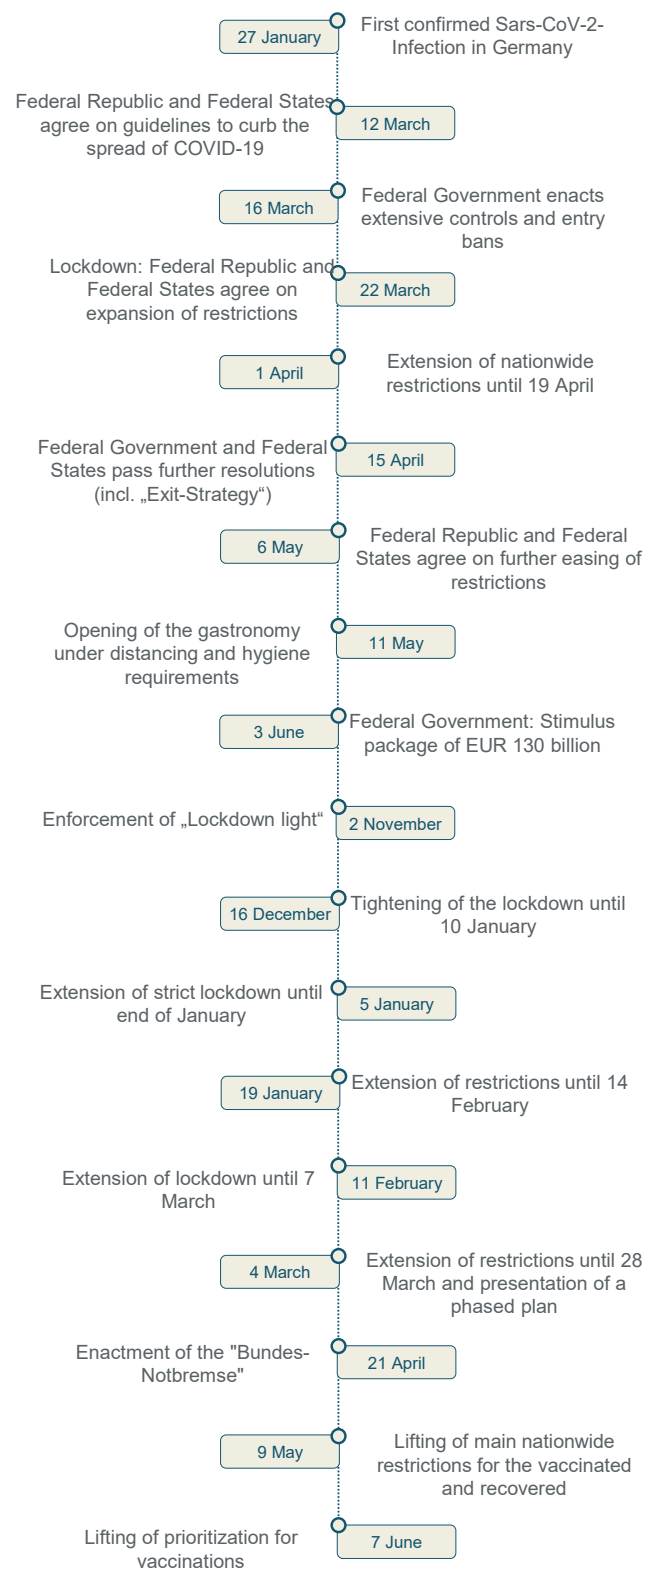 27 January
First confirmed Sars-CoV-2-
Infection in Germany
Federal Republic and Federal States
agree on guidelines to curb the
spread of COVID-19
12 March
16 March
Federal Government enacts
extensive controls and entry
bans
Lockdown: Federal Republic and
Federal States agree on
expansion of restrictions
22 March
1 April
Extension of nationwide
restrictions until 19 April
Federal Government and Federal
States pass further resolutions
(incl. „Exit-Strategy“)
15 April
6 May
Federal Republic and Federal
States agree on further easing of
restrictions
Opening of the gastronomy
under distancing and hygiene
requirements
11 May
3 June
Federal Government: Stimulus
package of EUR 130 billion
Enforcement of „Lockdown light“
2 November
16 December
Tightening of the lockdown until
10 January
Extension of strict lockdown until
end of January
5 January
19 January
Extension of restrictions until 14
February
Extension of lockdown until 7
March
11 February
4 March
Extension of restrictions until 28
March and presentation of a
phased plan
Enactment of the "Bundes-
Notbremse"
21 April
9 May
Lifting of main nationwide
restrictions for the vaccinated
and recovered
Lifting of prioritization for
vaccinations
7 June